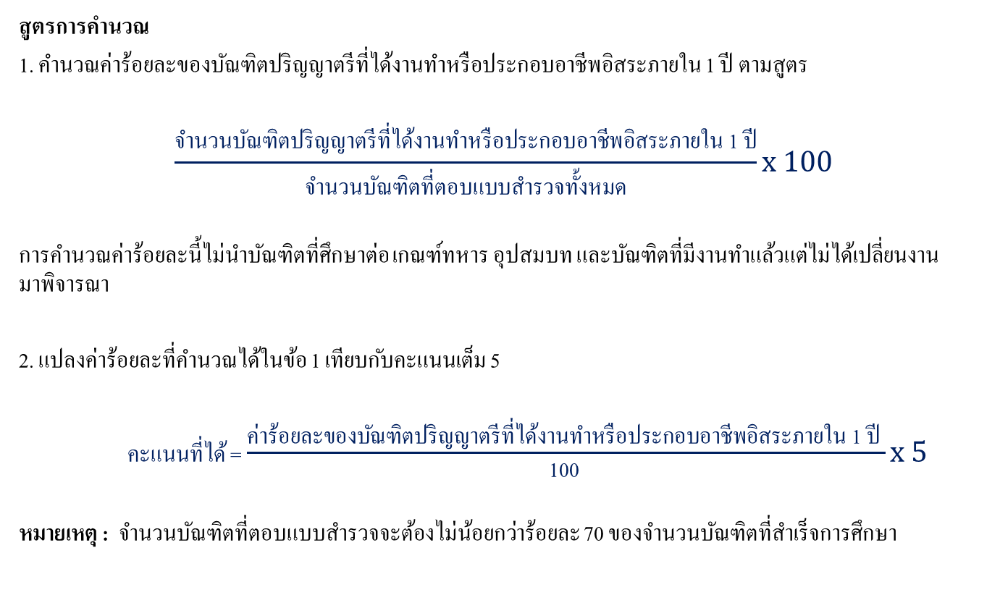 สูตรการคำนวณ
1. คำนวณค่าร้อยละของบัณฑิตปริญญาตรีที่ได้งานทำหรือประกอบอาชีพอิสระภายใน 1 ปี ตามสูตร
จำนวนบัณฑิตปริญญาตรีที่ได้งานทำหรือประกอบอาชีพอิสระภายใน 1 ปี
x 100
จำนวนบัณฑิตที่ตอบแบบสำรวจทั้งหมด
การคำนวณค่าร้อยละนี้ไม่นำบัณฑิตที่ศึกษาต่อ เกณฑ์ทหาร อุปสมบท และบัณฑิตที่มีงานทำแล้วแต่ไม่ได้เปลี่ยนงาน
มาพิจารณา
2. แปลงค่าร้อยละที่คำนวณได้ในข้อ 1 เทียบกับคะแนนเต็ม 5
ค่าร้อยละของบัณฑิตปริญญาตรีที่ได้งานทำหรือประกอบอาชีพอิสระภายใน 1 ปี
คะแนนที่ได้ = x 5
100
หมายเหตุ : จำนวนบัณฑิตที่ตอบแบบสำรวจจะต้องไม่น้อยกว่าร้อยละ 70 ของจำนวนบัณฑิตที่สำเร็จการศึกษา